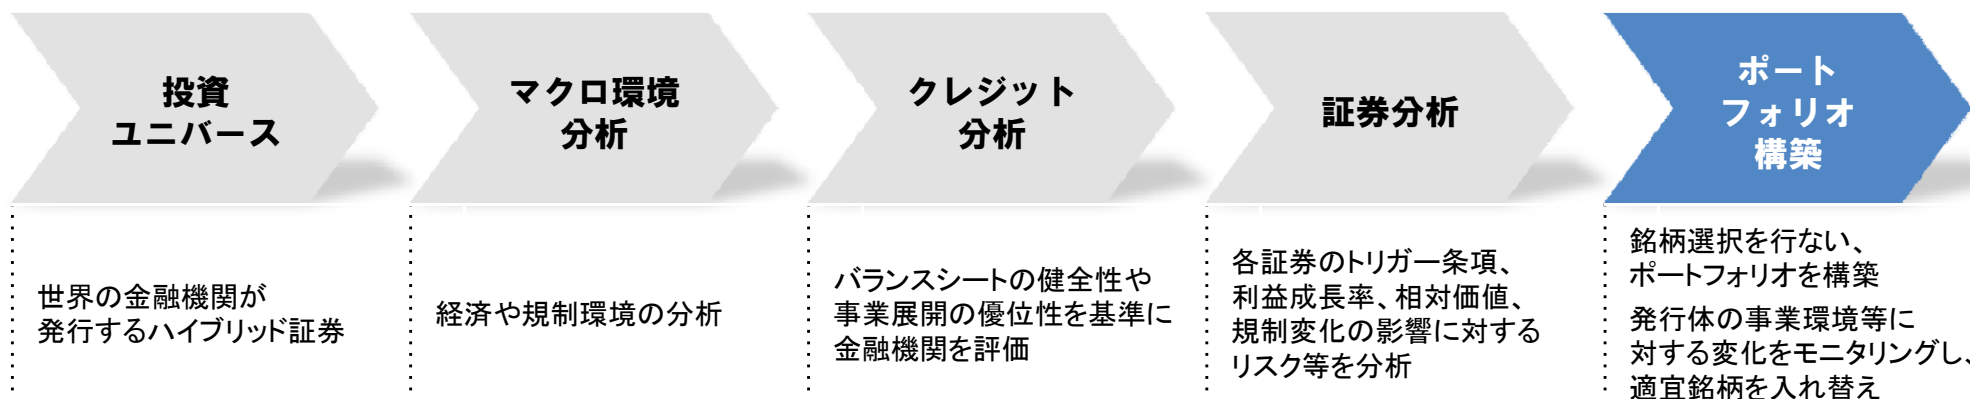 投資
ユニバース
世界の金融機関が
発行するハイブリッド証券
マクロ環境
分析
経済や規制環境の分析
クレジット
分析
バランスシートの健全性や
事業展開の優位性を基準に
金融機関を評価
証券分析
各証券のトリガー条項、
利益成長率、相対価値、
規制変化の影響に対する
リスク等を分析
ポート
フォリオ
構築
銘柄選択を行ない、
ポートフォリオを構築
発行体の事業環境等に
対する変化をモニタリングし、
適宜銘柄を入れ替え